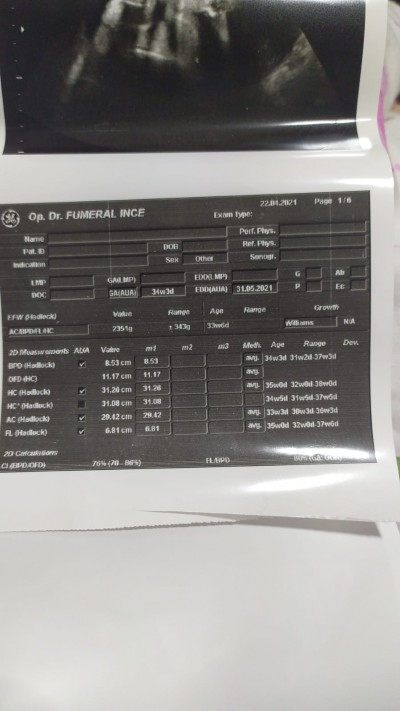 22.04.2021 Page 1/6
Op. Dr. FUMERAL INCE Exam Type:
Name Perf. Phys.
Pat. ID DOB Ref. Phys.
Indication Sex Other Sonogr.
LMP GA(LMP) EDD(LMP) G Ab
DOC GA(AUA) 34w3d EDD(AUA) 31.05.2021 P Ec
EFW (Hadlock) Value Range Age Range Growth
AC/BPD/FL/HC 2351g ± 343g 33w6d Williams N/A
2D Measurements AUA Value m1 m2 m3 Meth. Age Range Dev.
BPD (Hadlock) 8.53 cm 8.53 avg. 34w3d 31w2d-37w3d
OFD (HC) 11.17 cm 11.17 avg.
HC (Hadlock) 31.26 cm 31.26 avg. 35w0d 32w0d-38w0d
HC* (Hadlock) 31.08 cm 31.08 34w5d 31w5d-37w5d
AC (Hadlock) 29.42 cm 29.42 avg. 33w3d 30w3d-36w3d
FL (Hadlock) 6.81 cm 6.81 avg. 35w0d 32w0d-37w6d
2D Calculations
CI (BPD/OFD) 76% (70 - 86%) FL/BPD